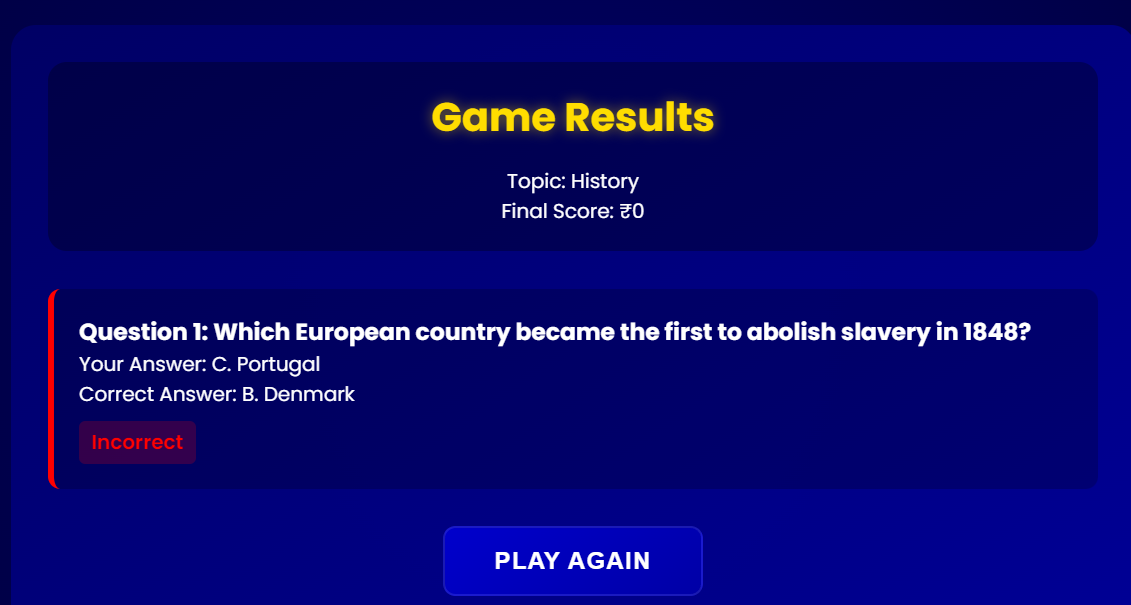 Game Results
Topic: History
Final Score: ₹0
Question 1: Which European country became the first to abolish slavery in 1848?
Your Answer: C. Portugal
Correct Answer: B. Denmark
Incorrect
PLAY AGAIN